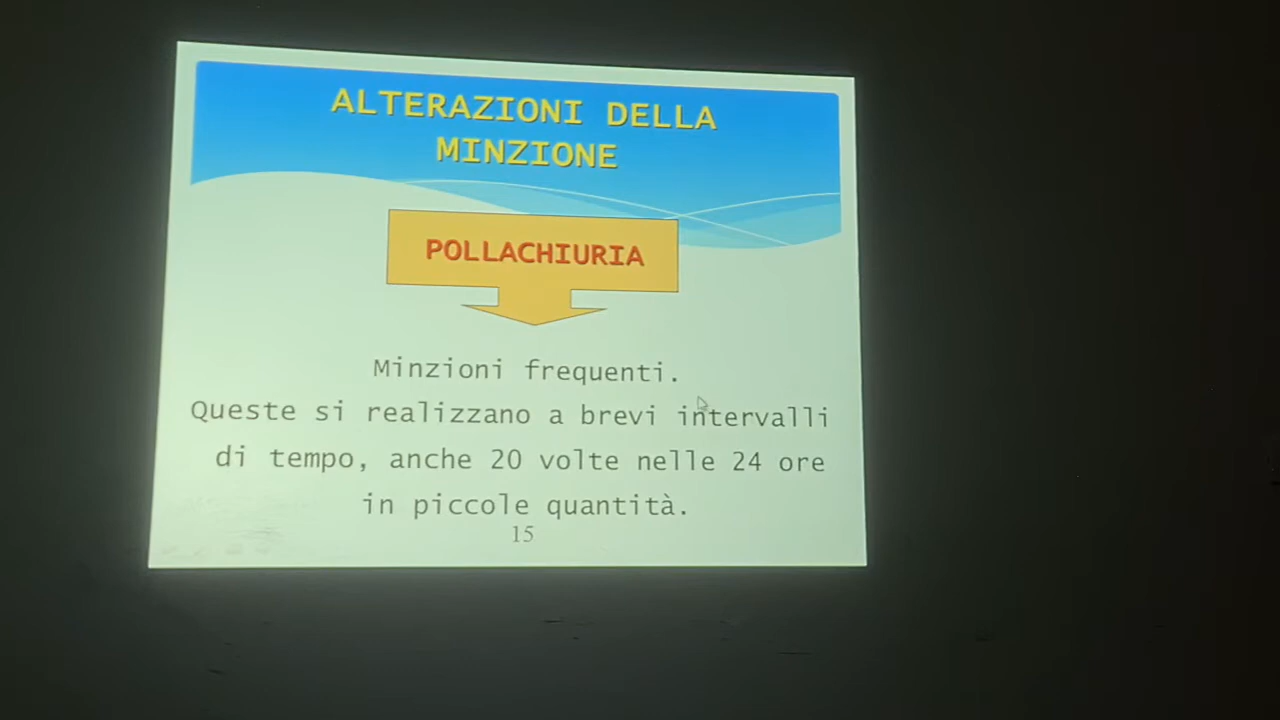 ALTERAZIONI DELLA
MINZIONE
POLLACHIURIA
Minzioni frequenti.
Queste si realizzano a brevi intervalli
di tempo, anche 20 volte nelle 24 ore
in piccole quantità.
15